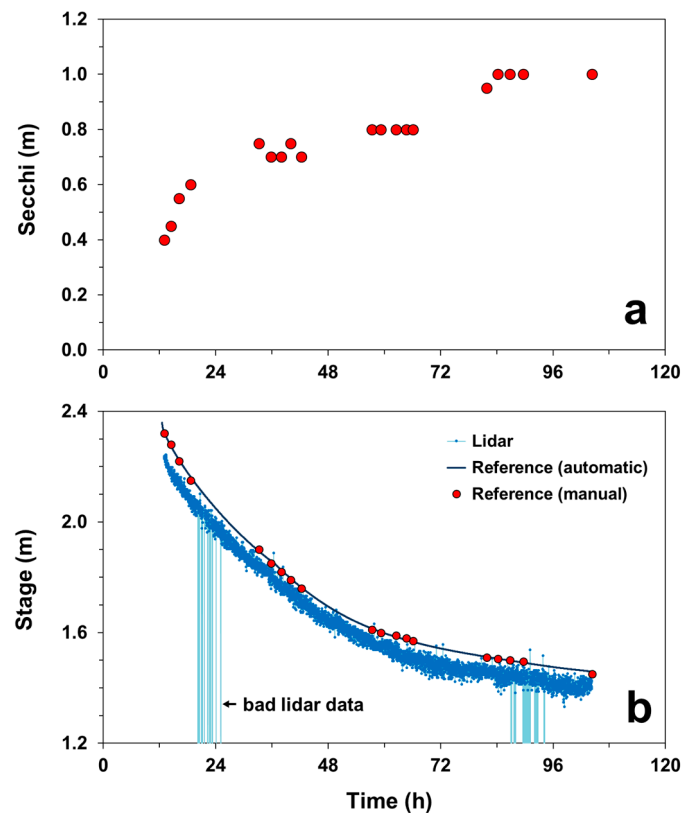 1.0
0.8
0.6
0.4
0.2
0.0
Secchi (m)
a
0 24 48 72 96 120
2.4
2.0
1.6
1.2
Stage (m)
Lidar
Reference (automatic)
Reference (manual)
bad lidar data
b
0 24 48 72 96 120
Time (h)